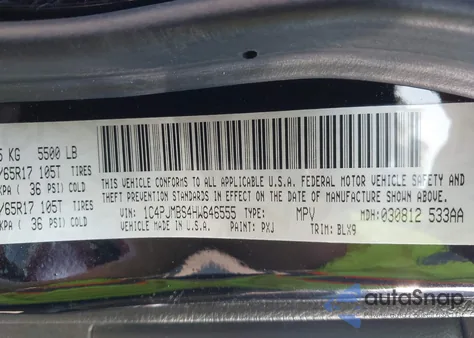 5 KG 5500 LB
/65R17 105T TIRES
KPA ( 36 PSI) COLD
/65R17 105T TIRES
KPA ( 36 PSI) COLD
THIS VEHICLE CONFORMS TO ALL APPLICABLE U.S.A. FEDERAL MOTOR VEHICLE SAFETY AND
THEFT PREVENTION STANDARDS IN EFFECT ON THE DATE OF MANUFACTURE SHOWN ABOVE.
VIN: 1C4PJMBS4HW646555 TYPE: MPV MDH: 030812 533AA
VEHICLE MADE IN U.S.A. PAINT: PXJ TRIM: BLX9
autoSnap